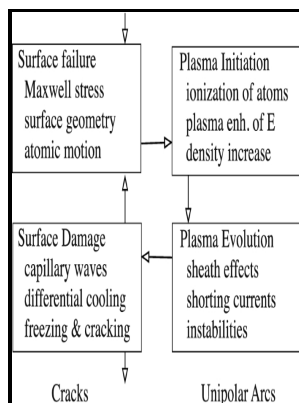 Surface failure
Maxwell stress
surface geometry
atomic motion
Plasma Initiation
ionization of atoms
plasma enh. of E
density increase
Surface Damage
capillary waves
differential cooling
freezing & cracking
Plasma Evolution
sheath effects
shorting currents
instabilities
Cracks
Unipolar Arcs